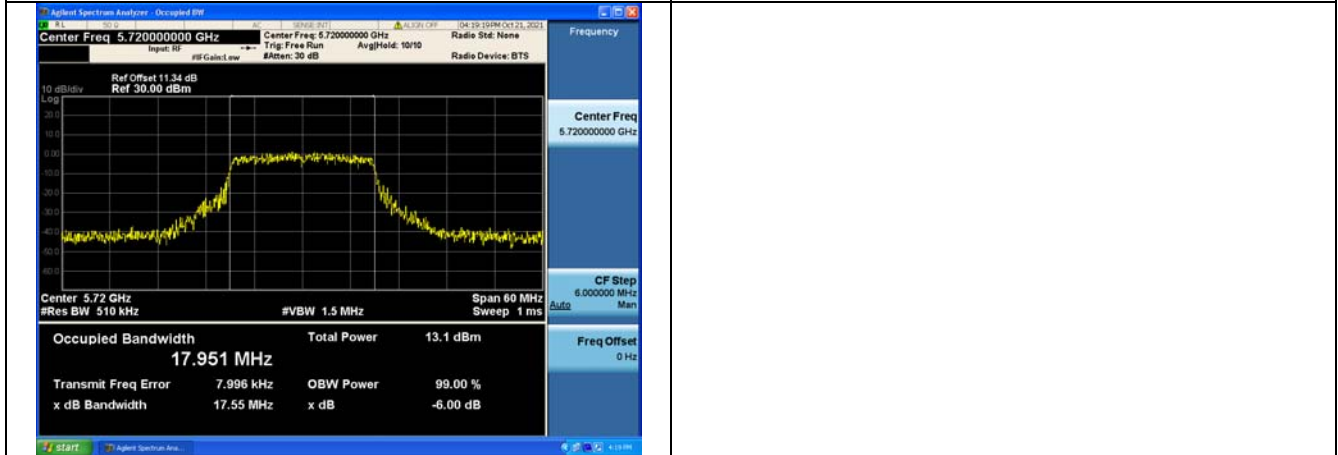 Agilent Spectrum Analyzer - Occupied BW
RL 50 Ω AC SENSE:INT ALIGN OFF 04:19:19 PM Oct 21, 2021
Center Freq 5.720000000 GHz
Input: RF
#IFGain:Low
Center Freq: 5.720000000 GHz
Trig: Free Run Avg|Hold: 10/10
#Atten: 30 dB
Radio Std: None
Radio Device: BTS
Frequency
Ref Offset 11.34 dB
10 dB/div Ref 30.00 dBm
Log
20.0
10.0
0.00
-10.0
-20.0
-30.0
-40.0
-50.0
-60.0
Center Freq
5.720000000 GHz
Center 5.72 GHz Span 60 MHz
#Res BW 510 kHz #VBW 1.5 MHz Sweep 1 ms
CF Step
6.000000 MHz
Auto Man
Occupied Bandwidth Total Power 13.1 dBm
17.951 MHz
Transmit Freq Error 7.996 kHz OBW Power 99.00 %
x dB Bandwidth 17.55 MHz x dB -6.00 dB
Freq Offset
0 Hz
start Agilent Spectrum Ana... 4:19 PM